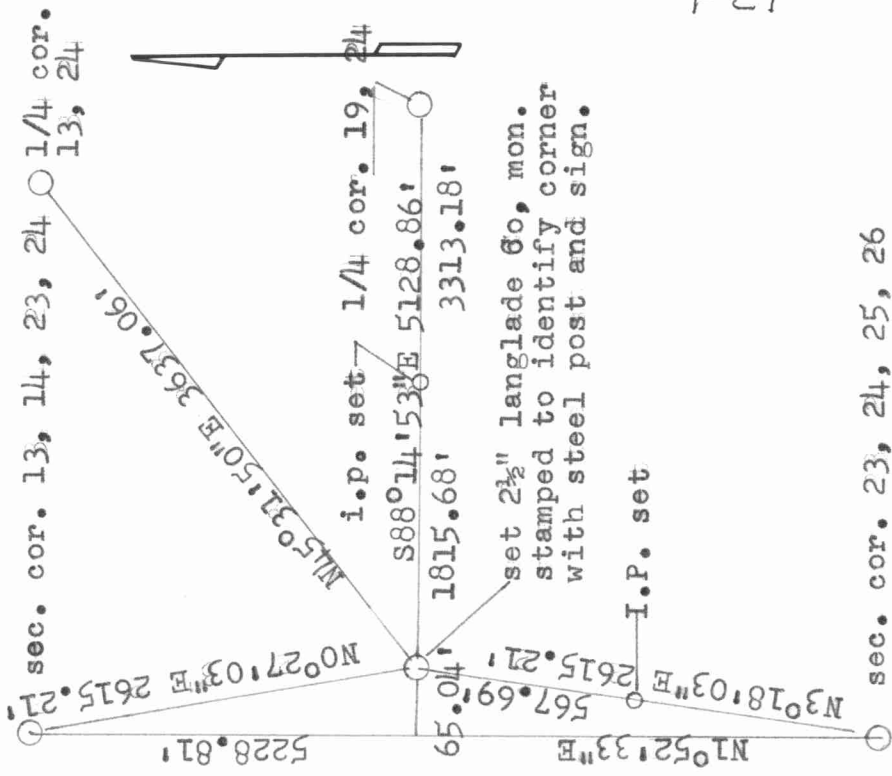 sec. cor. 13, 14, 23, 24
1/4 cor.
13, 24
N45°31'50"E 3637.06'
N0°27'03"E 2615.21'
2615.21'
5228.81'
i.p. set
1/4 cor. 19, 24
S88°14'53"E 5128.86'
1815.68'
3313.18'
95.04'
set 2½" langlade Co, mon.
stamped to identify corner
with steel post and sign.
567.69'
I.P. set
N3°18'03"E 2615.21'
N1°52'33"E
sec. cor. 23, 24, 25, 26